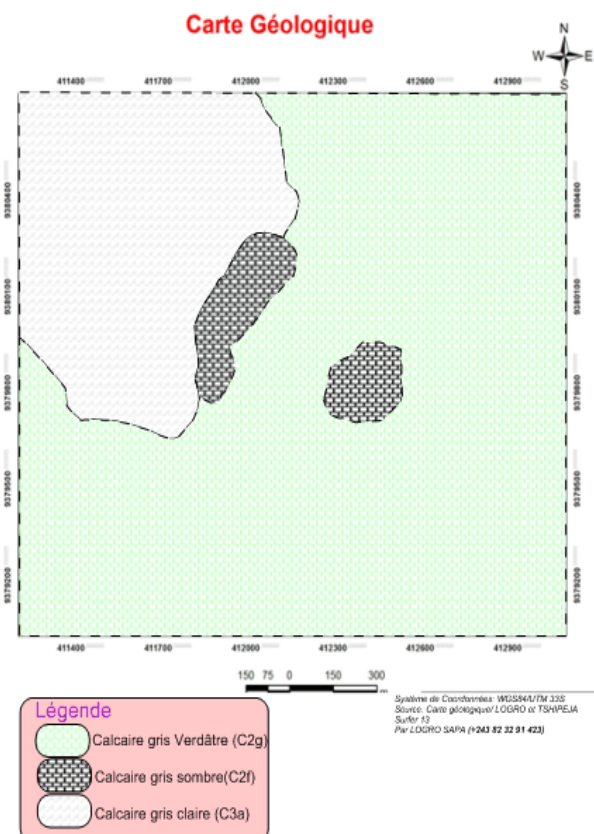 Carte Géologique
N
W E
S
411400 411700 412000 412300 412600 412900
9380400 9380400
9380100 9380100
9379800 9379800
9379500 9379500
9379200 9379200
411400 411700 412000 412300 412600 412900
150 75 0 150 300
m
Système de Coordonnées: WGS84/UTM 33S
Source: Carte géologique/ LOGRO et TSHIPEJA
Surfer 13
Par LOGRO SAPA (+243 82 32 91 423)
Légende
Calcaire gris Verdâtre (C2g)
Calcaire gris sombre(C2f)
Calcaire gris claire (C3a)